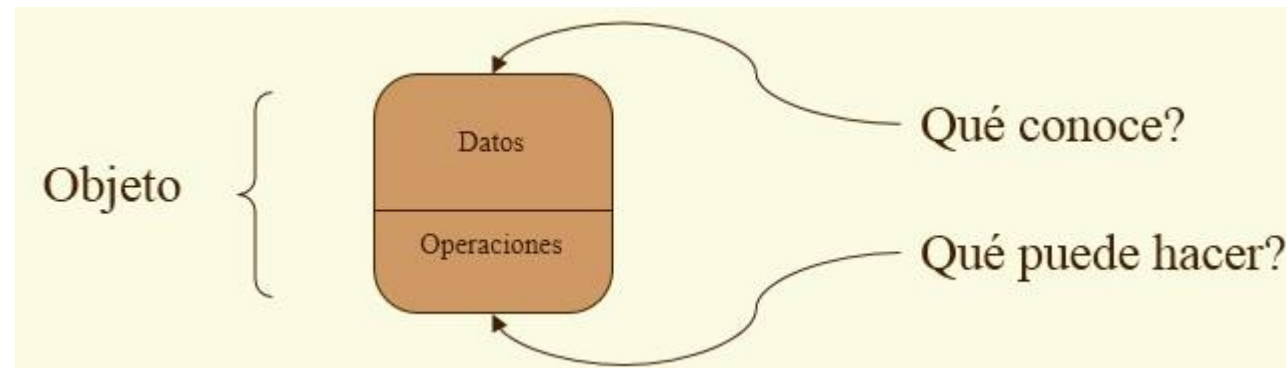 Objeto
Datos
Operaciones
Qué conoce?
Qué puede hacer?